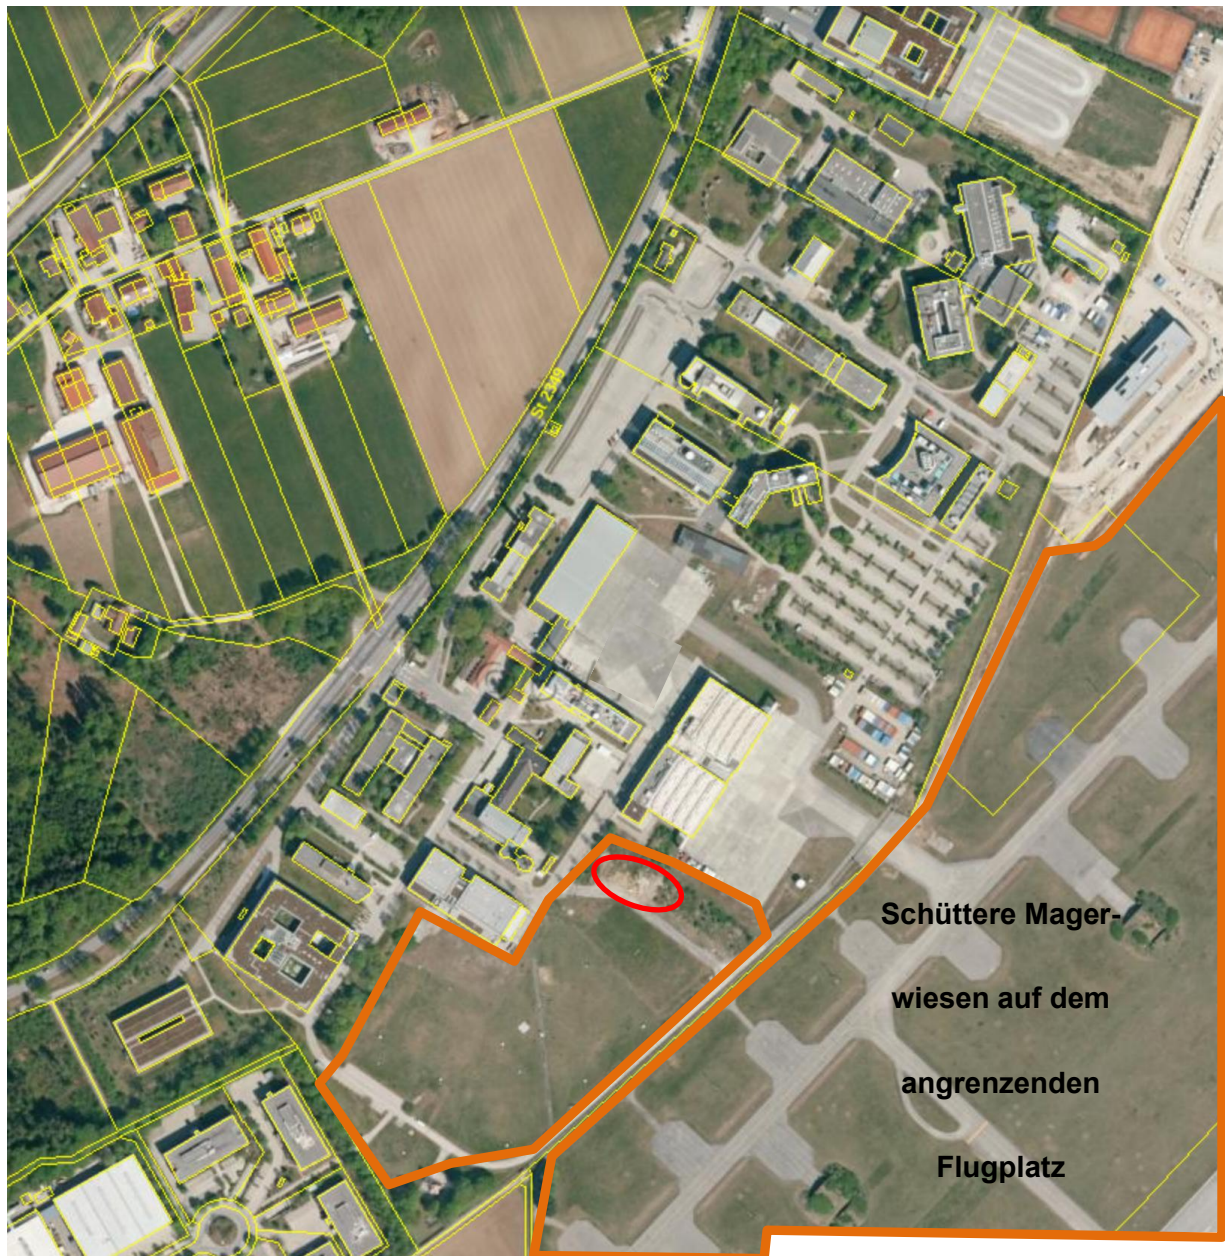 St 2349
Schüttere Mager-
wiesen auf dem
angrenzenden
Flugplatz